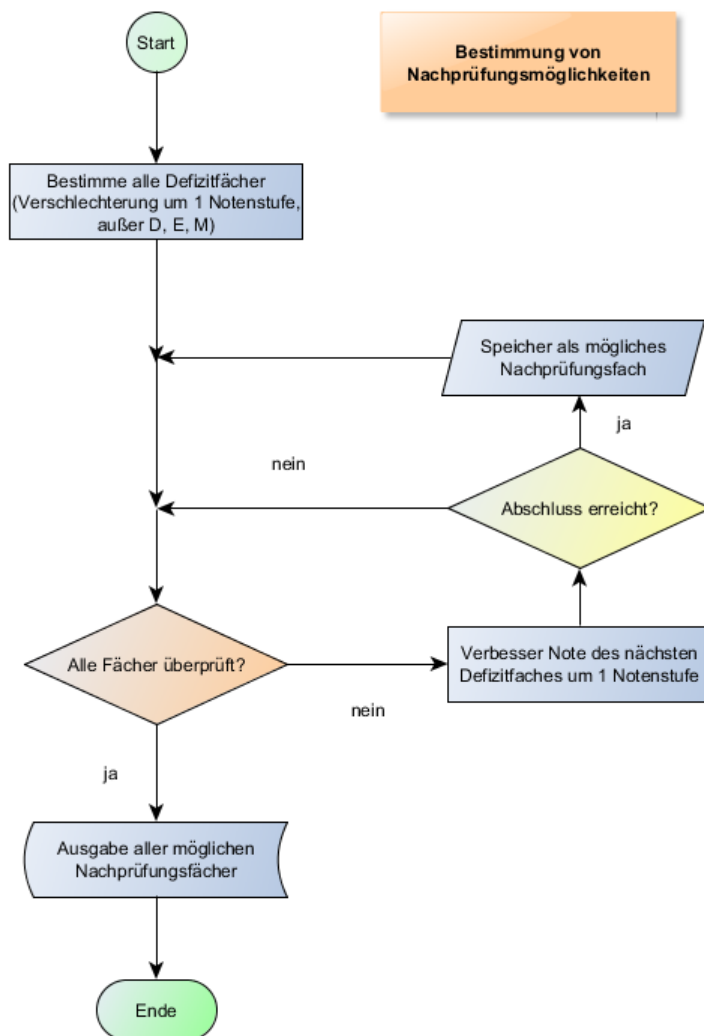 Start
Bestimmung von
Nachprüfungsmöglichkeiten
Bestimme alle Defizitfächer
(Verschlechterung um 1 Notenstufe,
außer D, E, M)
Speicher als mögliches
Nachprüfungsfach
ja
nein
Abschluss erreicht?
Alle Fächer überprüft?
Verbesser Note des nächsten
Defizitfaches um 1 Notenstufe
nein
ja
Ausgabe aller möglichen
Nachprüfungsfächer
Ende